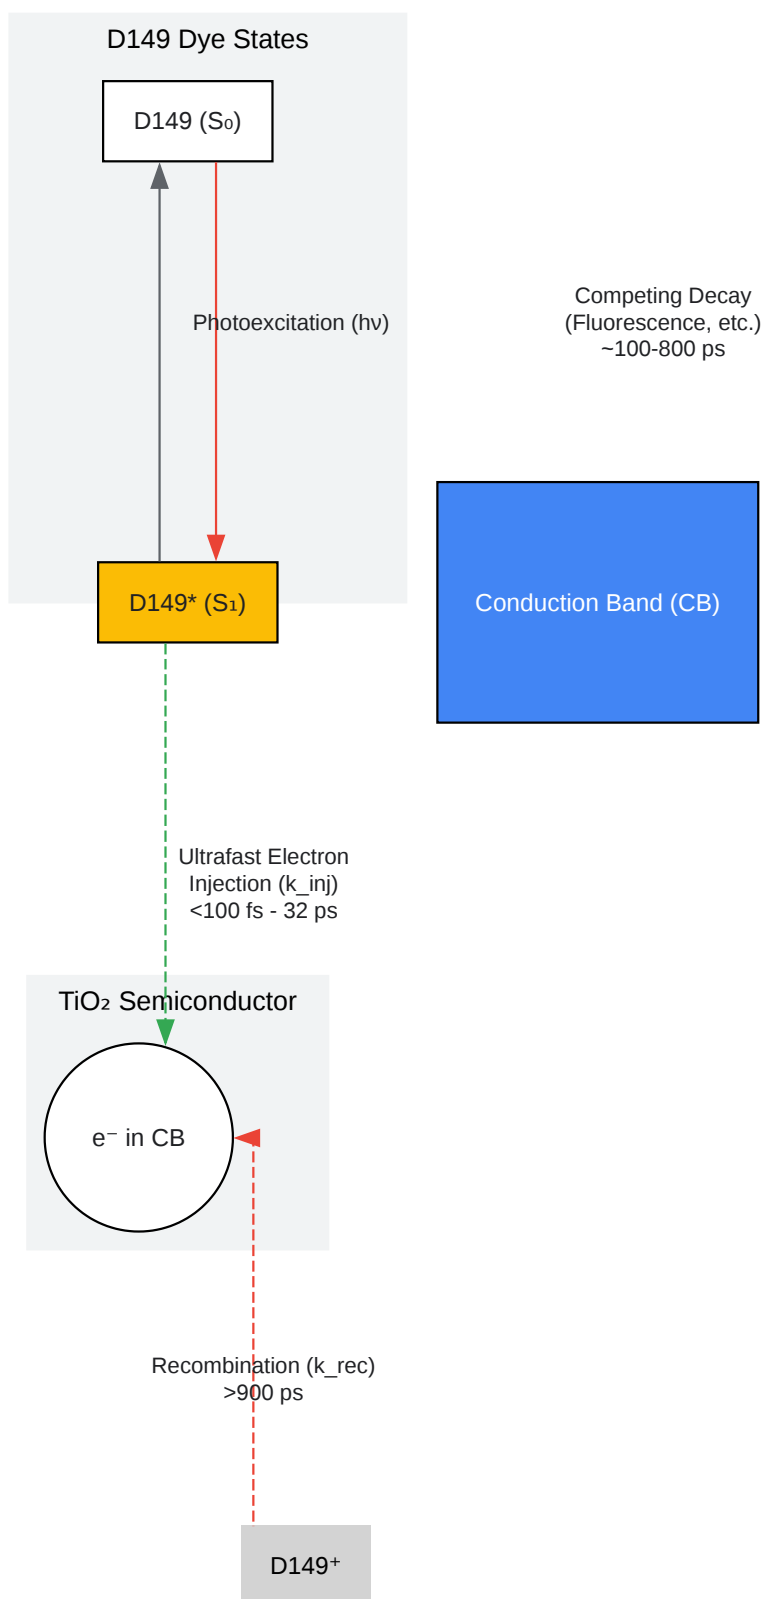 D149 Dye States
D149 (S₀)
Photoexcitation (hν)
Competing Decay
(Fluorescence, etc.)
~100-800 ps
D149* (S₁)
Conduction Band (CB)
Ultrafast Electron
Injection (k_inj)
<100 fs - 32 ps
TiO₂ Semiconductor
e⁻ in CB
Recombination (k_rec)
>900 ps
D149⁺